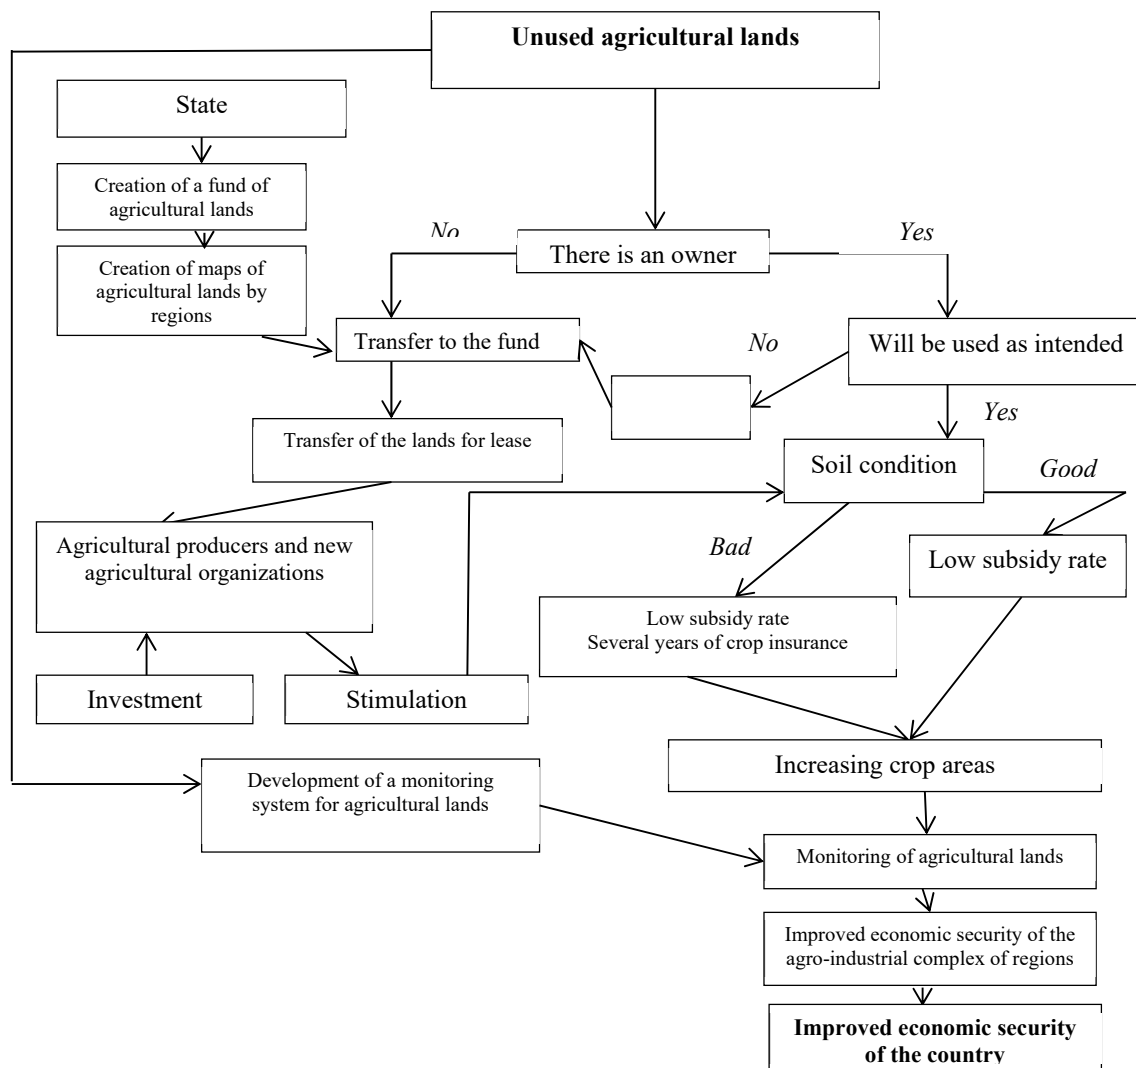 Unused agricultural lands
State
Creation of a fund of
agricultural lands
No
Yes
There is an owner
Creation of maps of
agricultural lands by
regions
Transfer to the fund
No
Will be used as intended
Yes
Transfer of the lands for lease
Soil condition
Good
Agricultural producers and new
agricultural organizations
Bad
Low subsidy rate
Low subsidy rate
Several years of crop insurance
Investment
Stimulation
Increasing crop areas
Development of a monitoring
system for agricultural lands
Monitoring of agricultural lands
Improved economic security of the
agro-industrial complex of regions
Improved economic security
of the country